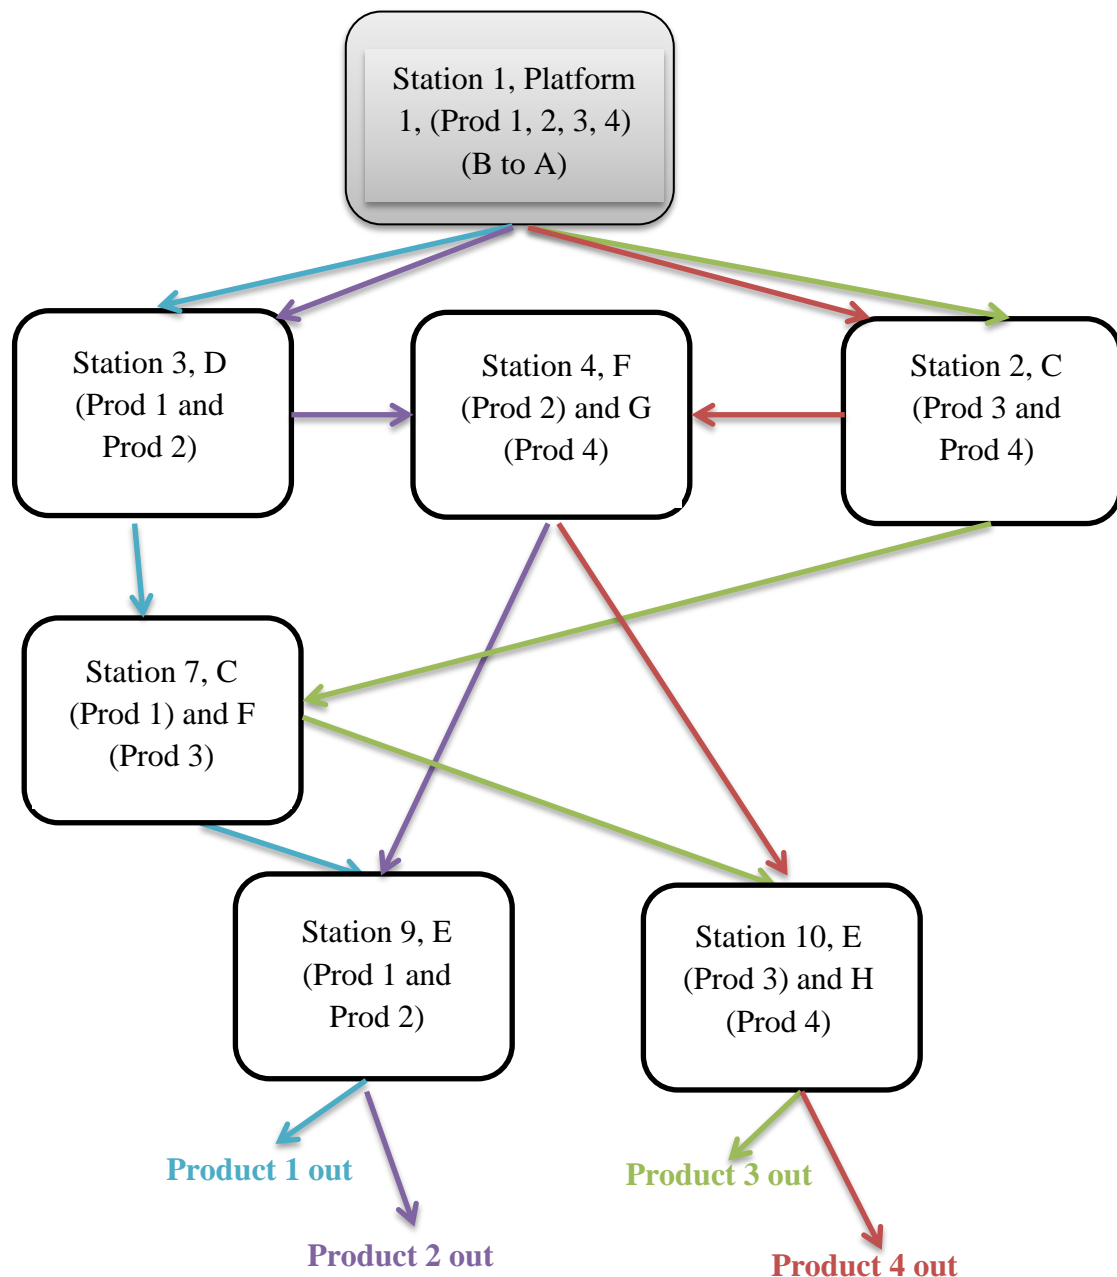 Station 1, Platform
1, (Prod 1, 2, 3, 4)
(B to A)
Station 3, D
(Prod 1 and
Prod 2)
Station 4, F
(Prod 2) and G
(Prod 4)
Station 2, C
(Prod 3 and
Prod 4)
Station 7, C
(Prod 1) and F
(Prod 3)
Station 9, E
(Prod 1 and
Prod 2)
Station 10, E
(Prod 3) and H
(Prod 4)
Product 1 out
Product 3 out
Product 2 out
Product 4 out